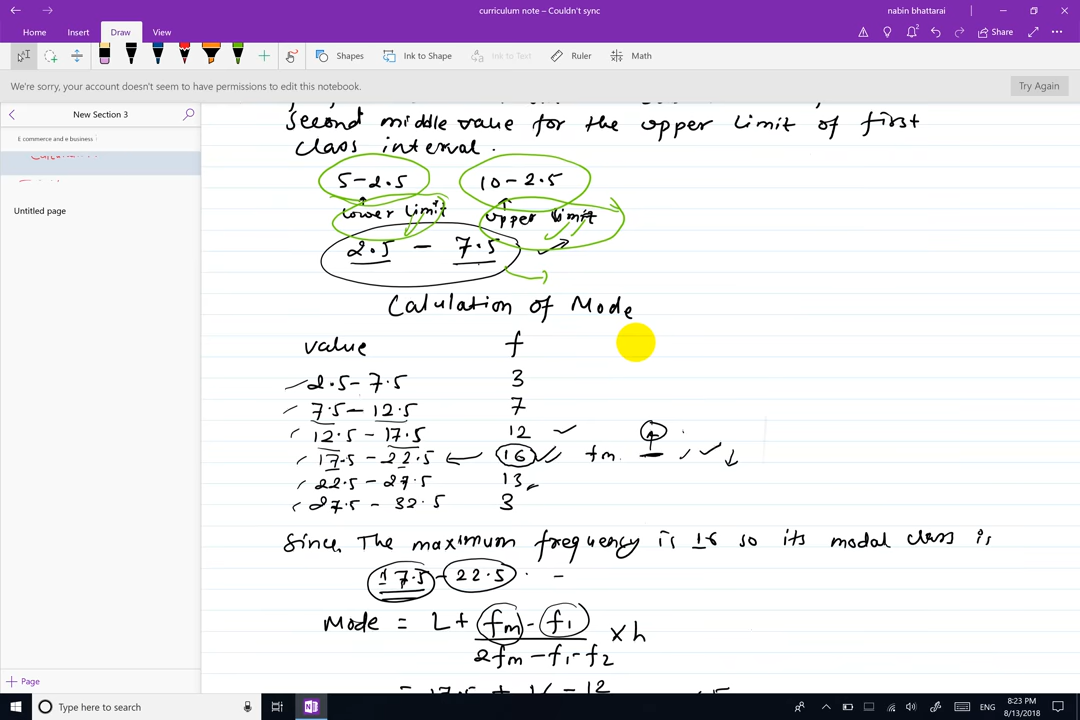 curriculum note – Couldn't sync
nabin bhattarai
Home Insert Draw View
Share
Shapes Ink to Shape Ink to Text Ruler Math
We're sorry, your account doesn't seem to have permissions to edit this notebook.
Try Again
New Section 3
E commerce and e business
Untitled page
second middle value for the upper limit of first
class interval.
5-2.5 10-2.5
lower limit upper limit
2.5 - 7.5
Calulation of Mode
value f
2.5-7.5 3
7.5-12.5 7
12.5-17.5 12
17.5-22.5 16 fm.
22.5-27.5 13
27.5-32.5 3
Since, The maximum frequency is 16 so its modal class is
17.5-22.5
Mode = L + fm - f1
2fm - f1 - f2
x h
= 17.5 + 16 - 12
+ Page
Type here to search
ENG
8:23 PM
8/13/2018